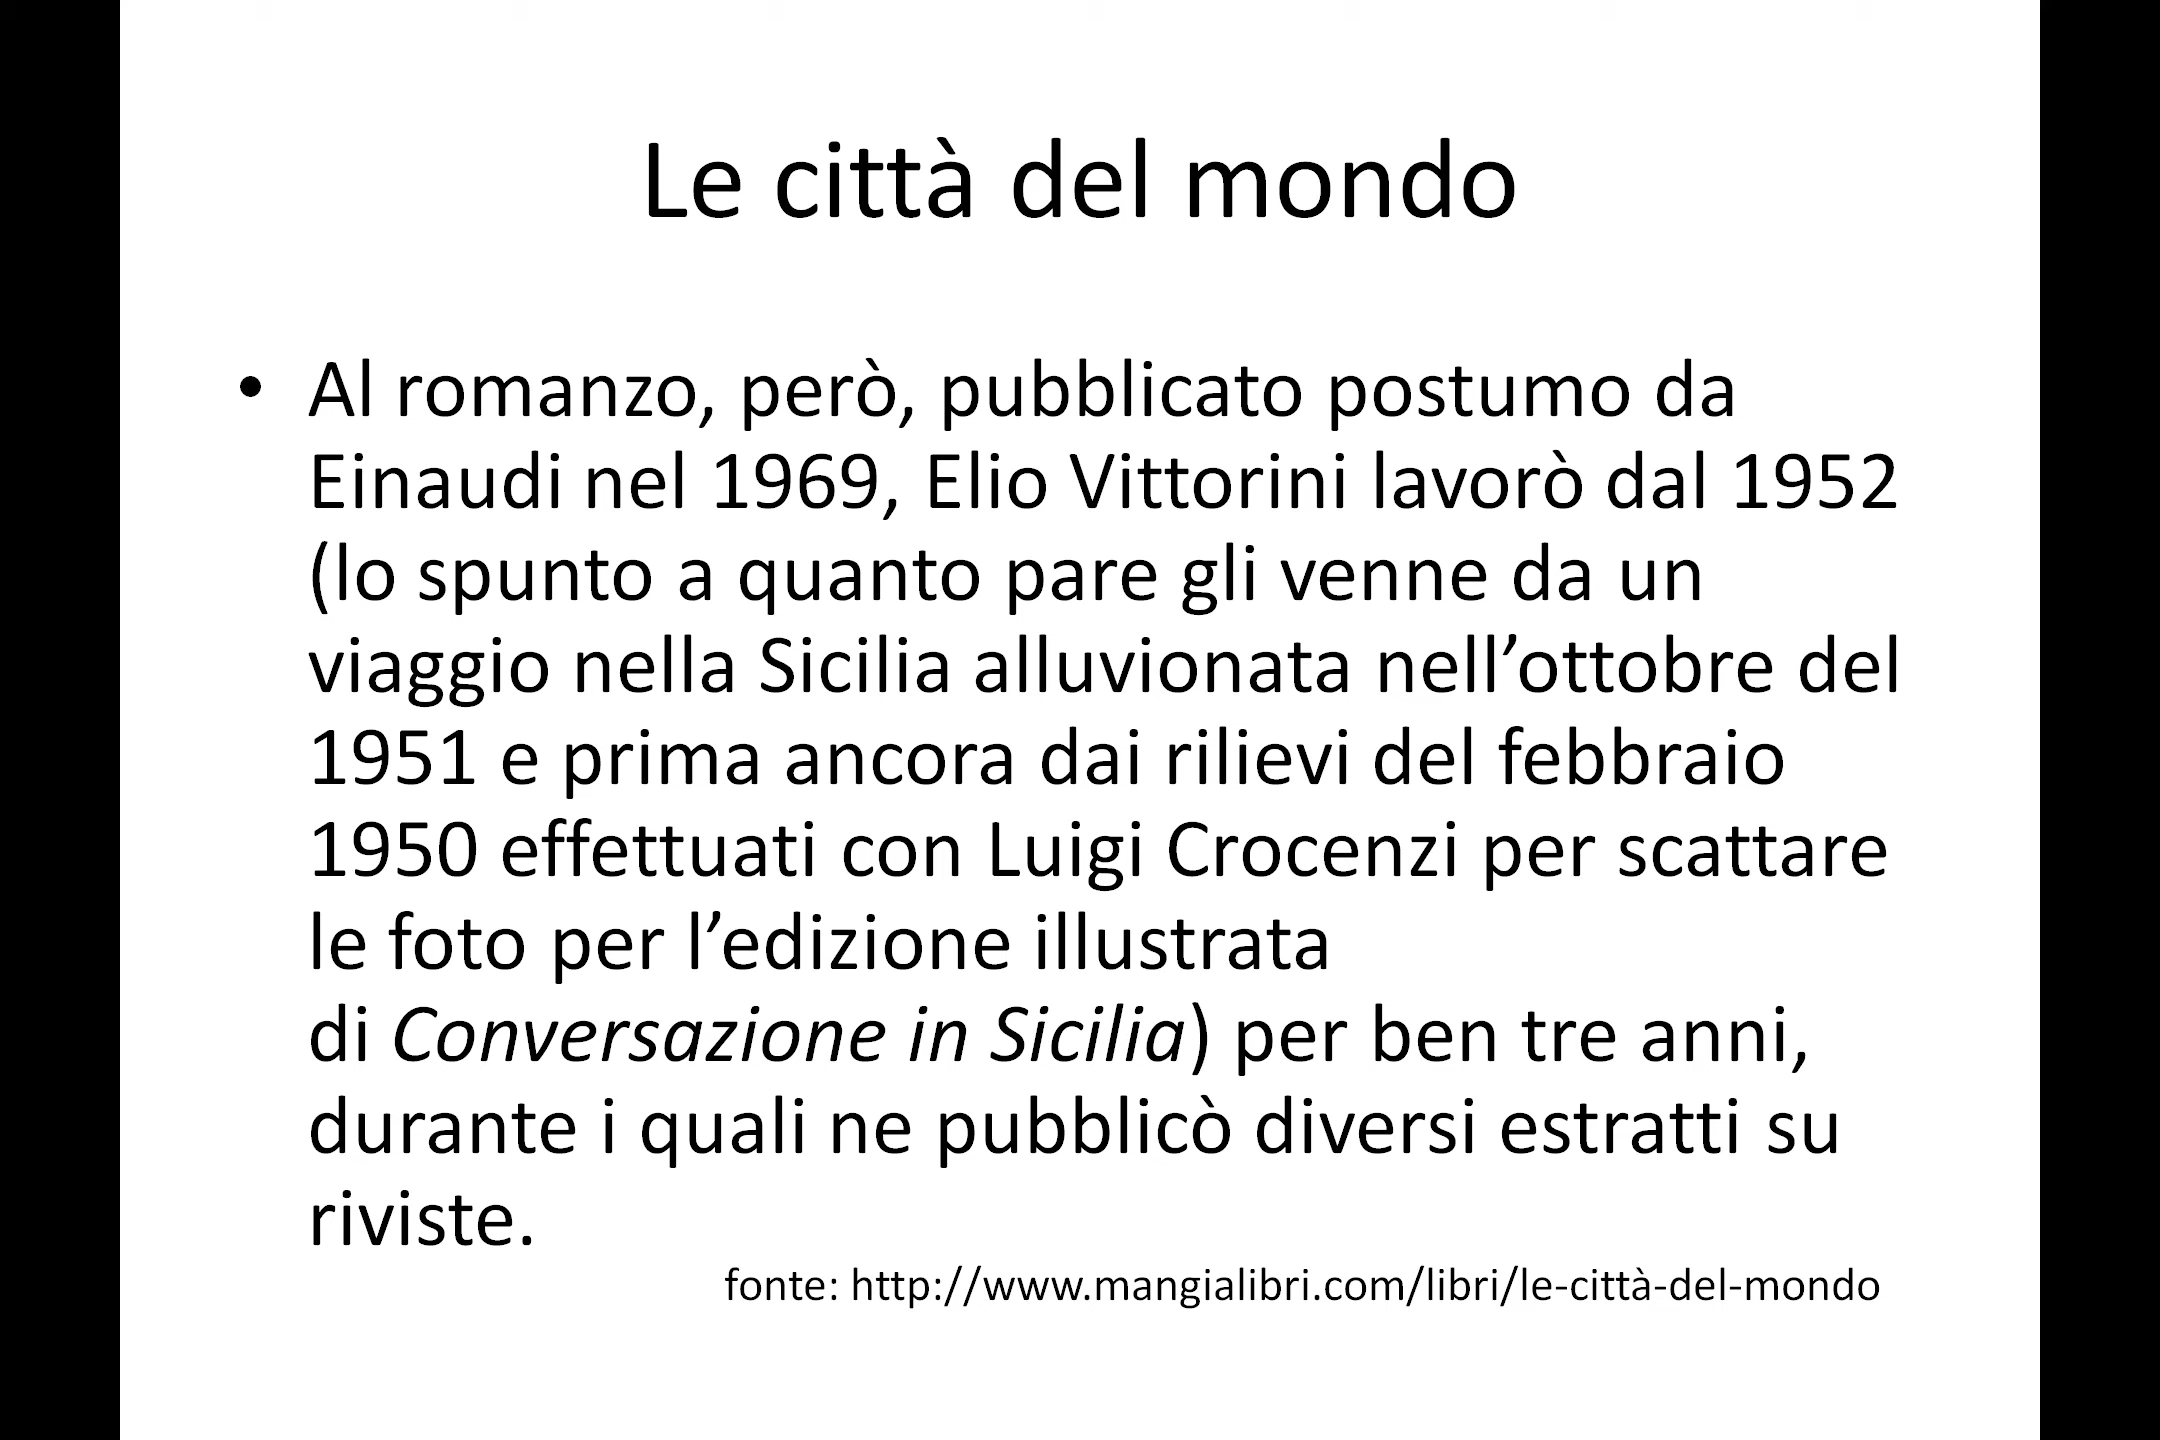 Le città del mondo
• Al romanzo, però, pubblicato postumo da
Einaudi nel 1969, Elio Vittorini lavorò dal 1952
(lo spunto a quanto pare gli venne da un
viaggio nella Sicilia alluvionata nell’ottobre del
1951 e prima ancora dai rilievi del febbraio
1950 effettuati con Luigi Crocenzi per scattare
le foto per l’edizione illustrata
di Conversazione in Sicilia) per ben tre anni,
durante i quali ne pubblicò diversi estratti su
riviste.
fonte: http://www.mangialibri.com/libri/le-città-del-mondo